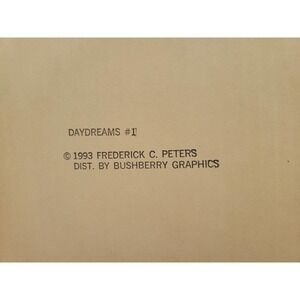 DAYDREAMS #1
© 1993 FREDERICK C. PETERS
DIST. BY BUSHBERRY GRAPHICS